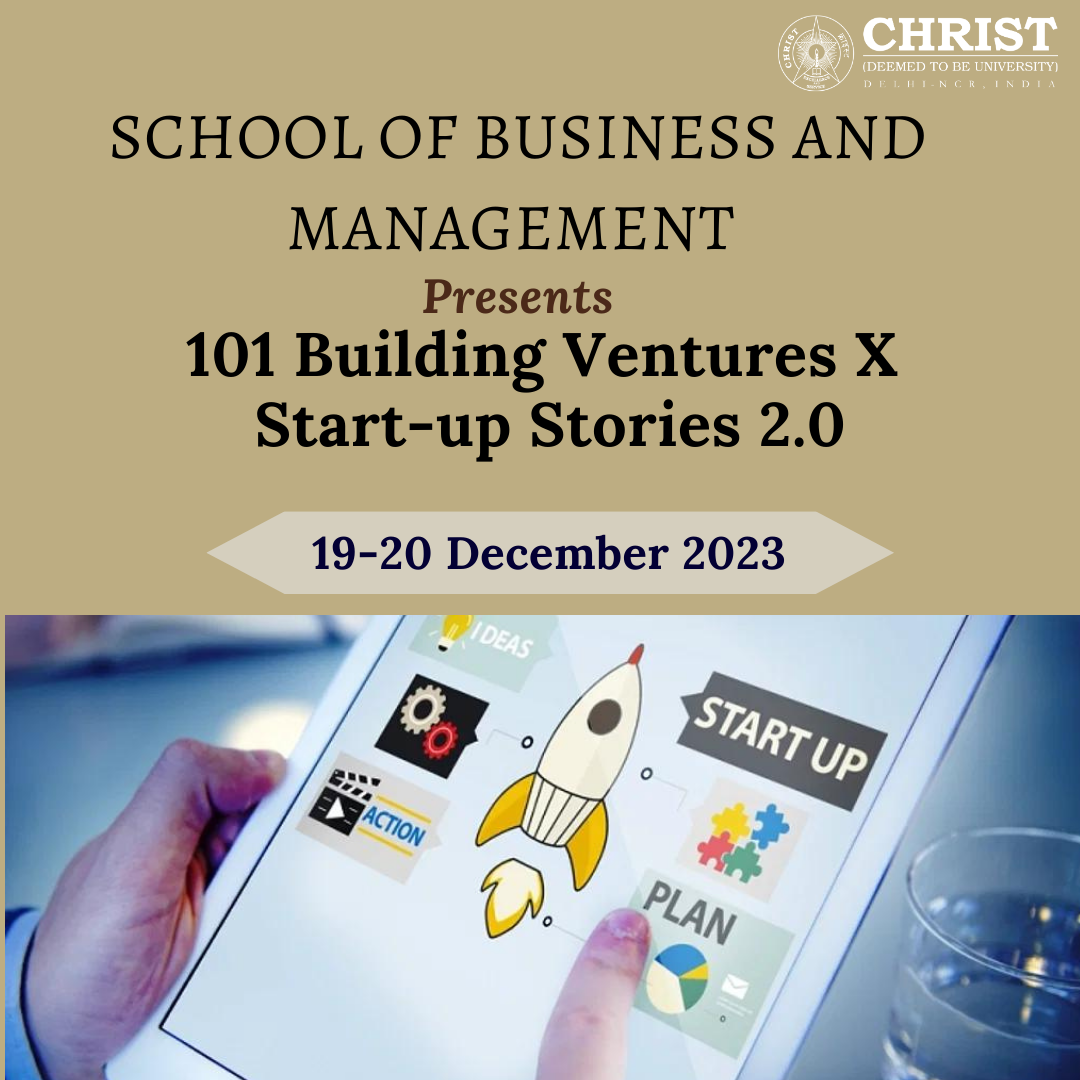 CHRIST
(DEEMED TO BE UNIVERSITY)
DELHI-NCR, INDIA
SCHOOL OF BUSINESS AND
MANAGEMENT
Presents
101 Building Ventures X
Start-up Stories 2.0
19-20 December 2023
IDEAS
START UP
ACTION
PLAN